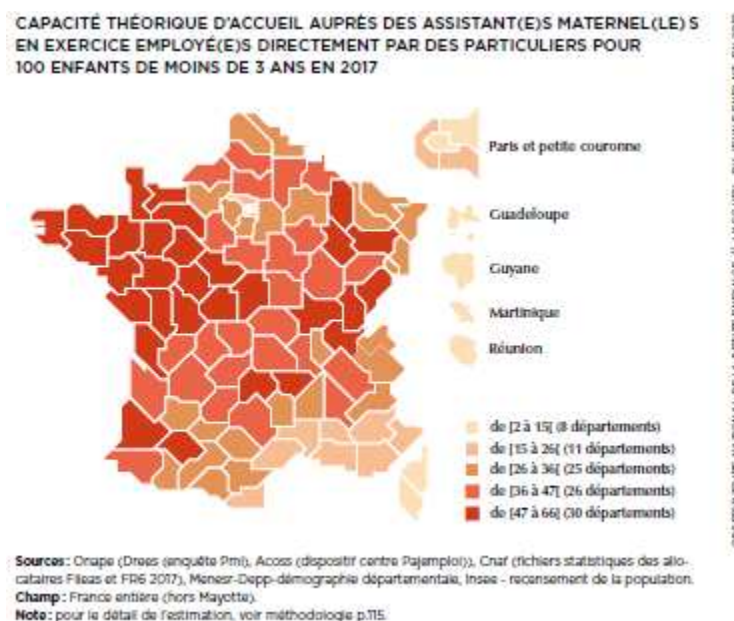 CAPACITÉ THÉORIQUE D'ACCUEIL AUPRÈS DES ASSISTANT(E)S MATERNEL(LE) S
EN EXERCICE EMPLOYÉ(E)S DIRECTEMENT PAR DES PARTICULIERS POUR
100 ENFANTS DE MOINS DE 3 ANS EN 2017
Paris et petite couronne
Guadeloupe
Guyane
Martinique
Réunion
de [2 à 15[ (8 départements)
de [15 à 26[ (11 départements)
de [26 à 36[ (25 départements)
de [36 à 47[ (26 départements)
de [47 à 66] (30 départements)
Sources : Onape (Drees (enquête Pmi), Acoss (dispositif centre Pajemploi)), Cnaf (fichiers statistiques des allo-
cataires Fileas et FR6 2017), Menesr-Depp-démographie départementale, Insee - recensement de la population.
Champ : France entière (hors Mayotte).
Note : pour le détail de l'estimation, voir méthodologie p.115.